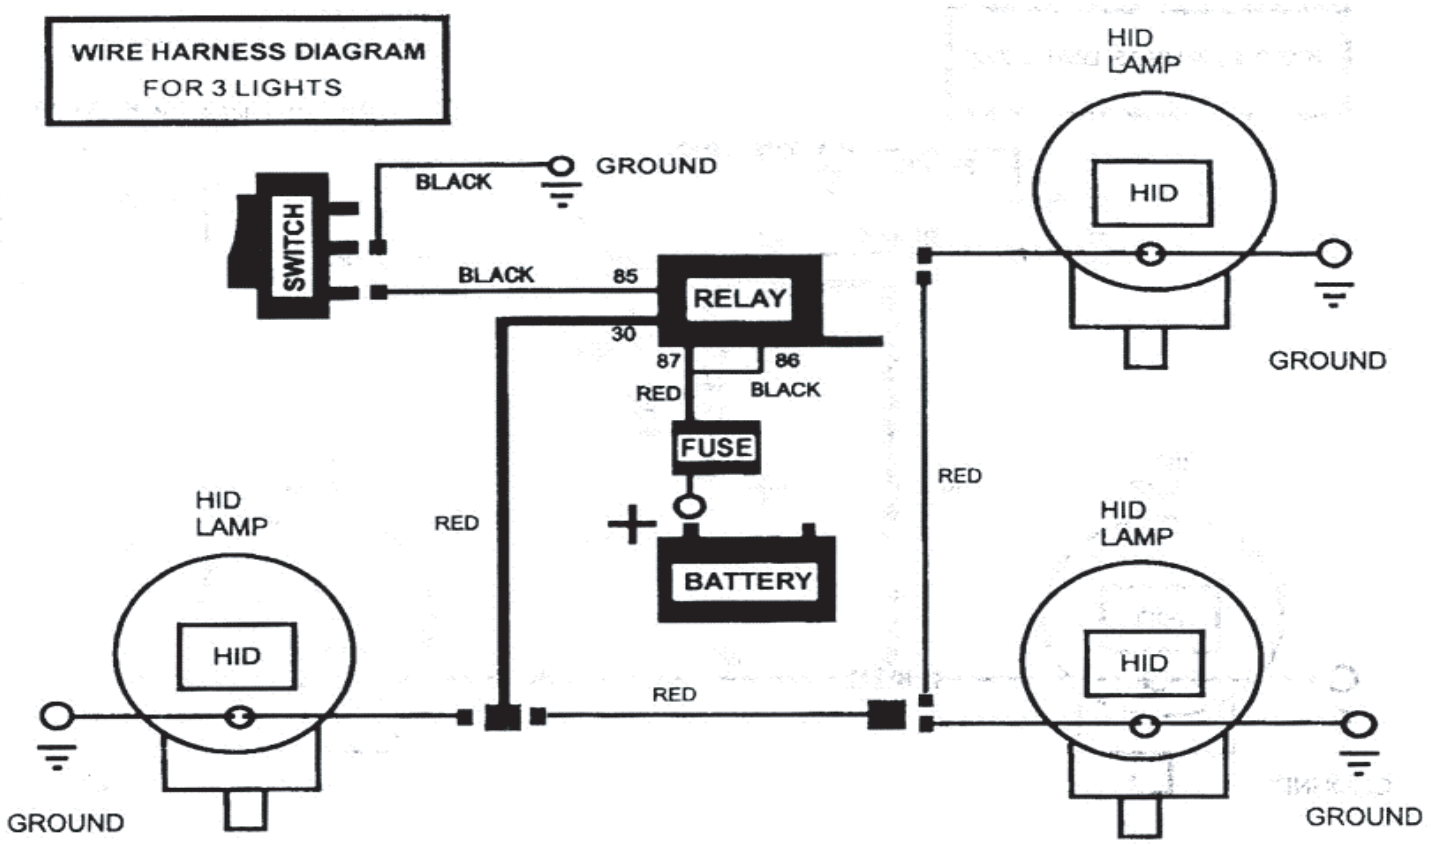 WIRE HARNESS DIAGRAM
FOR 3 LIGHTS
HID
LAMP
GROUND
BLACK
SWITCH
HID
BLACK
85
RELAY
30
87
86
GROUND
RED
BLACK
FUSE
RED
HID
LAMP
HID
LAMP
RED
+
BATTERY
HID
HID
RED
GROUND
GROUND